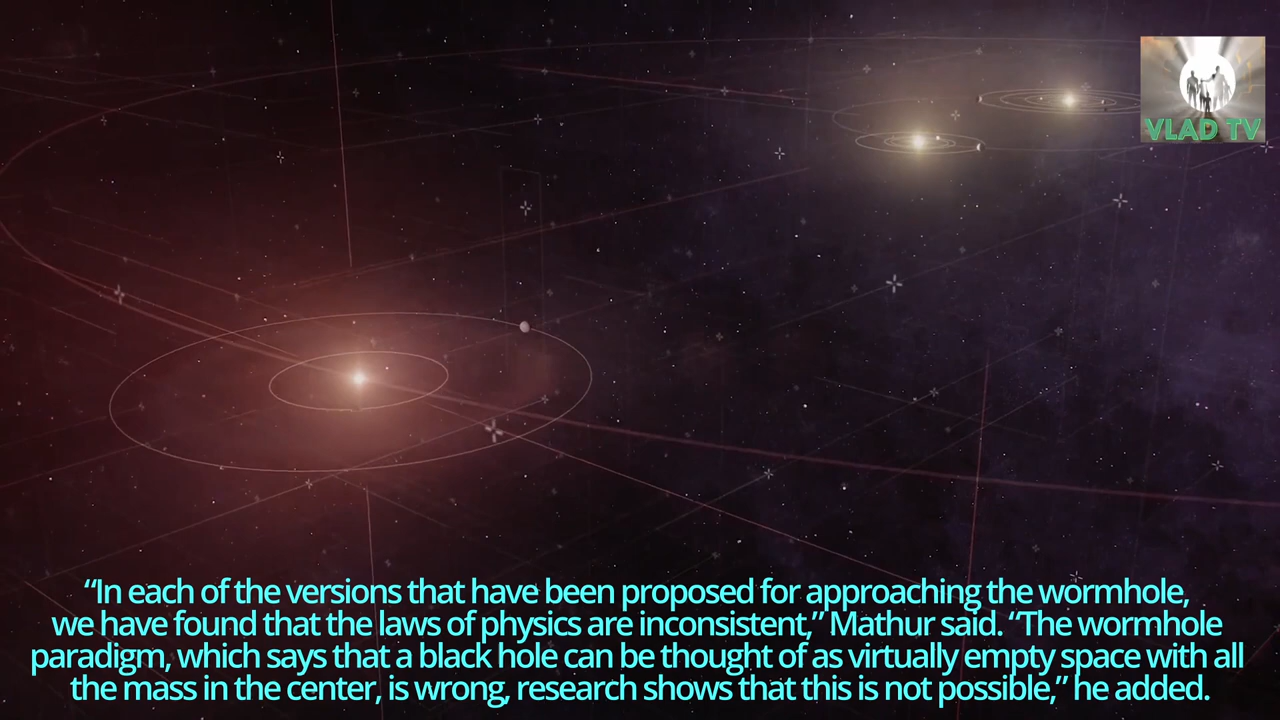 VLAD TV
“In each of the versions that have been proposed for approaching the wormhole,
we have found that the laws of physics are inconsistent,” Mathur said. “The wormhole
paradigm, which says that a black hole can be thought of as virtually empty space with all
the mass in the center, is wrong, research shows that this is not possible,” he added.